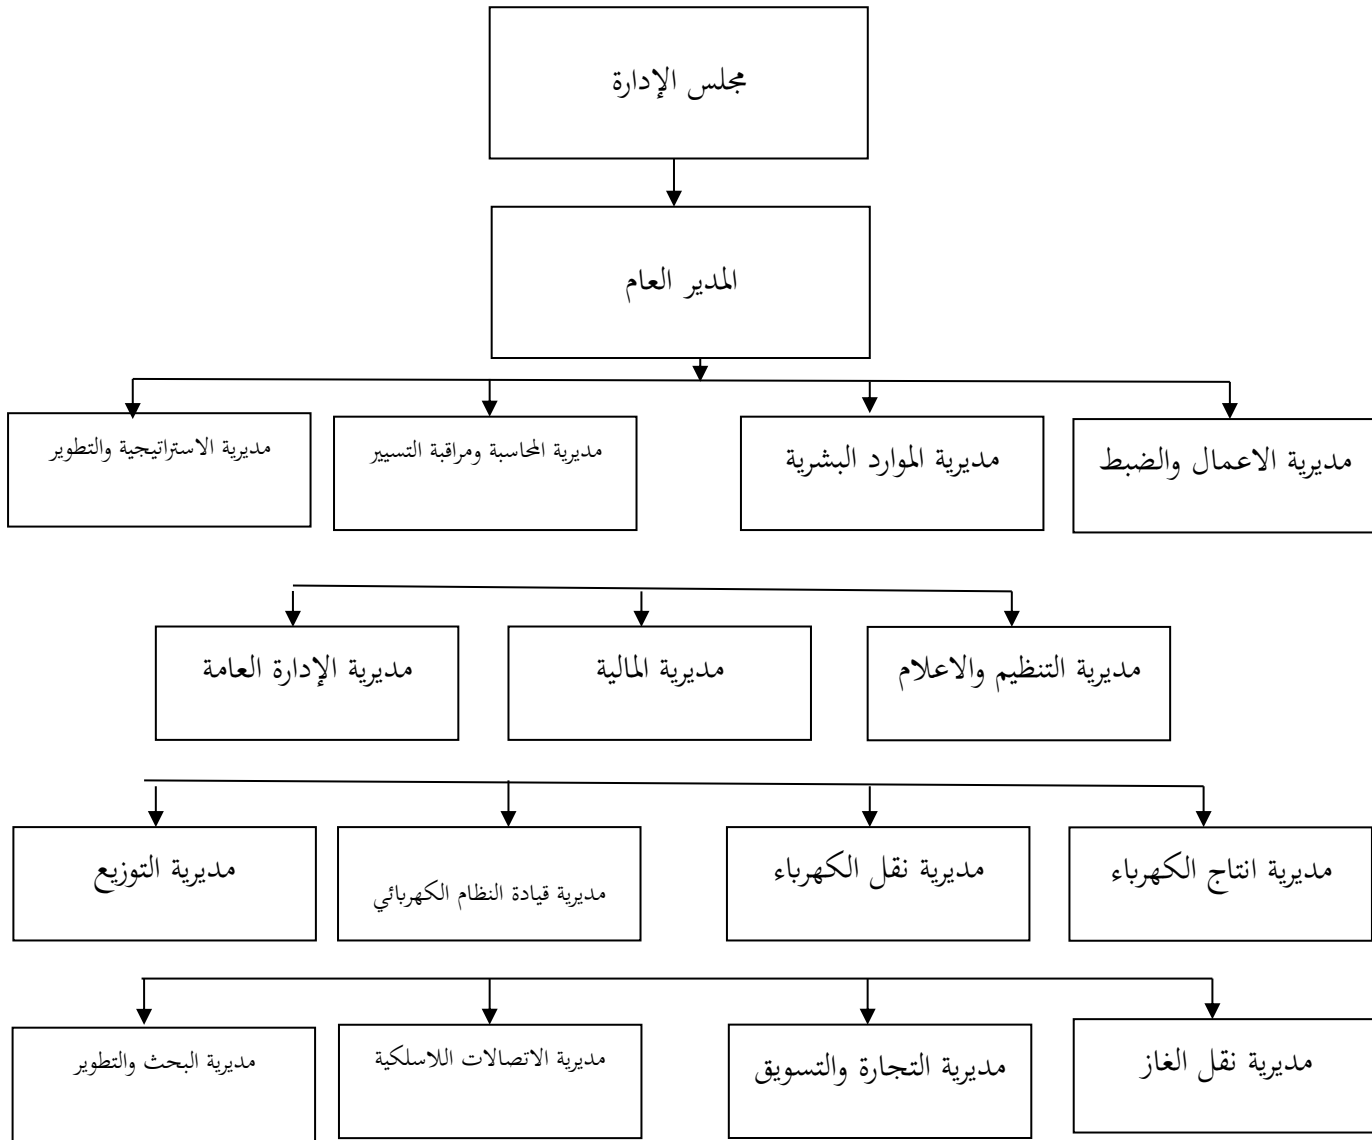 مجلس الإدارة
المدير العام
مديرية الاعمال والضبط
مديرية الموارد البشرية
مديرية المحاسبة ومراقبة التسيير
مديرية الاستراتيجية والتطوير
مديرية التنظيم والاعلام
مديرية المالية
مديرية الإدارة العامة
مديرية انتاج الكهرباء
مديرية نقل الكهرباء
مديرية قيادة النظام الكهربائي
مديرية التوزيع
مديرية نقل الغاز
مديرية التجارة والتسويق
مديرية الاتصالات اللاسلكية
مديرية البحث والتطوير